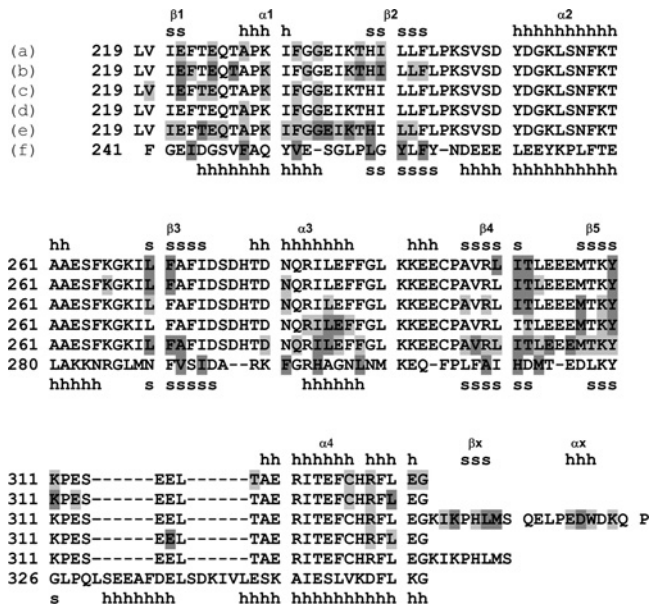 β1 α1 β2 α2
ss hhh h ss ssss hhhhhhhhhh
(a) 219 LV IEFTEQTAPK IFGGEIKTHI LLFLPKSVSD YDGKLSNFKT
(b) 219 LV IEFTEQTAPK IFGGEIKTHI LLFLPKSVSD YDGKLSNFKT
(c) 219 LV IEFTEQTAPK IFGGEIKTHI LLFLPKSVSD YDGKLSNFKT
(d) 219 LV IEFTEQTAPK IFGGEIKTHI LLFLPKSVSD YDGKLSNFKT
(e) 219 LV IEFTEQTAPK IFGGEIKTHI LLFLPKSVSD YDGKLSNFKT
(f) 241 F GEIDGSVFAQ YVE-SGLPLG YLFY-NDEEE LEEYKPLFTE
hhhhhhh hhhh ss ssss hhhhhhhhhh
β3 α3 β4 β5
hh s ssss hh hhhhhhh hhh ssss s ssss
261 AAESFKGKIL FAFIDSDHTD NQRILEFFGL KKEECPAVRL ITLEEEMTKY
261 AAESFKGKIL FAFIDSDHTD NQRILEFFGL KKEECPAVRL ITLEEEMTKY
261 AAESFKGKIL FAFIDSDHTD NQRILEFFGL KKEECPAVRL ITLEEEMTKY
261 AAESFKGKIL FAFIDSDHTD NQRILEFFGL KKEECPAVRL ITLEEEMTKY
261 AAESFKGKIL FAFIDSDHTD NQRILEFFGL KKEECPAVRL ITLEEEMTKY
280 LAKKNRGLMN FVSIDA--RK FGRHAGNLNM KEQ-FPLFAI HDMT-EDLKY
hhhhh s sssss hhhhhh ssss ss sss
α4 βx αx
hh hhhhhh hhh h sss hhh
311 KPES------EEL------TAE RITEFCHRFL EG
311 KPES------EEL------TAE RITEFCHRFL EG
311 KPES------EEL------TAE RITEFCHRFL EGKIKPHLMS QELPEDWDKQ P
311 KPES------EEL------TAE RITEFCHRFL EG
311 KPES------EEL------TAE RITEFCHRFL EGKIKPHLMS
326 GLPQLSEEAFDELSDKIVLESK AIESLVKDFL KG
s hhhhhhh hhhh hhhhhhhhhh hh